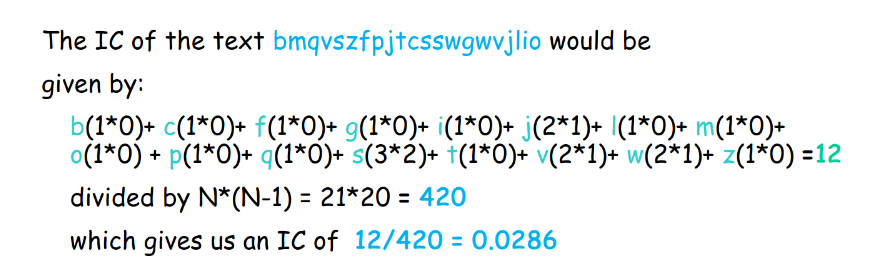 The IC of the text bmqvszfpjtcsswgwvjlio would be
given by:
b(1*0)+ c(1*0)+ f(1*0)+ g(1*0)+ i(1*0)+ j(2*1)+ l(1*0)+ m(1*0)+
o(1*0) + p(1*0)+ q(1*0)+ s(3*2)+ t(1*0)+ v(2*1)+ w(2*1)+ z(1*0) =12
divided by N*(N-1) = 21*20 = 420
which gives us an IC of 12/420 = 0.0286